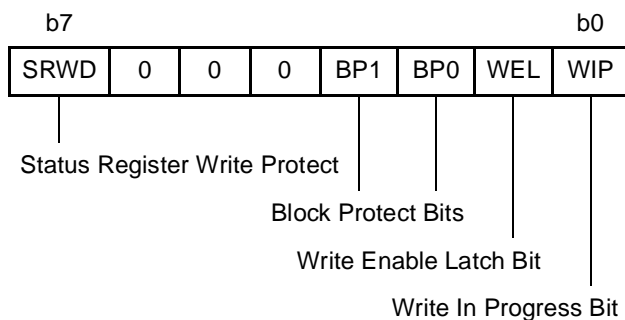 b7 b0
SRWD 0 0 0 BP1 BP0 WEL WIP
Status Register Write Protect
Block Protect Bits
Write Enable Latch Bit
Write In Progress Bit